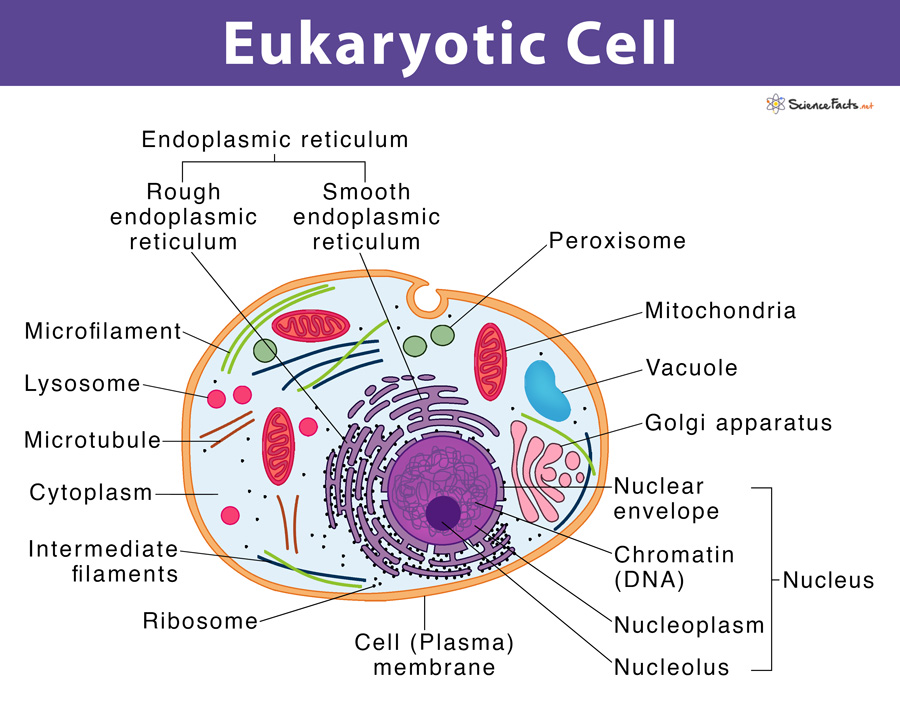 Eukaryotic Cell
ScienceFacts.net
Endoplasmic reticulum
Rough
endoplasmic
reticulum
Smooth
endoplasmic
reticulum
Peroxisome
Mitochondria
Vacuole
Golgi apparatus
Nuclear
envelope
Chromatin
(DNA)
Nucleoplasm
Nucleolus
Nucleus
Microfilament
Lysosome
Microtubule
Cytoplasm
Intermediate
filaments
Ribosome
Cell (Plasma)
membrane